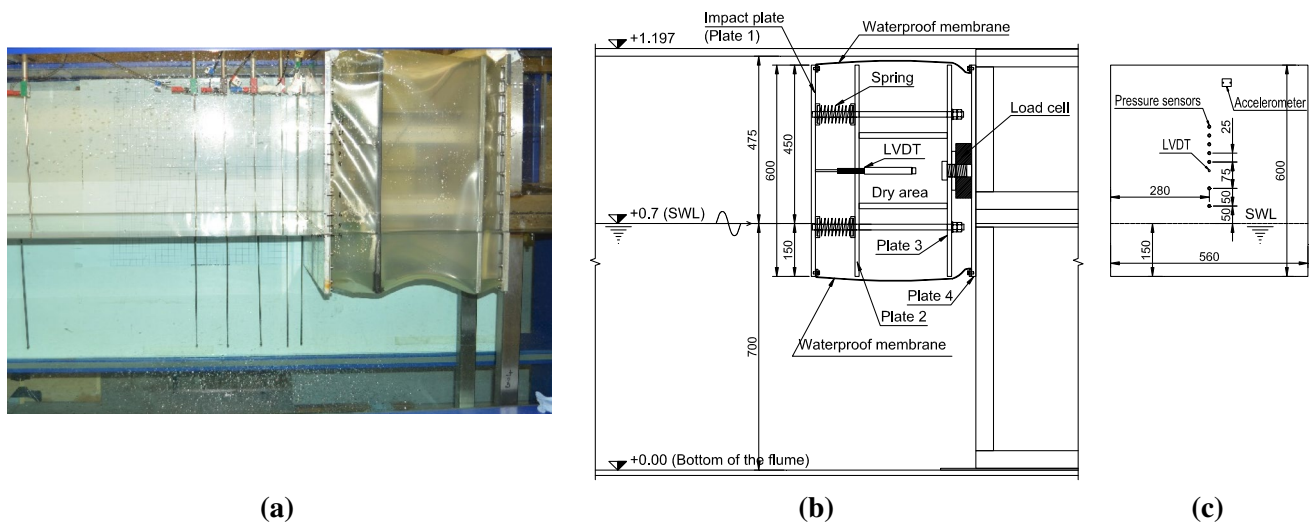 Impact plate
(Plate 1)
Waterproof membrane
+1.197
Spring
Load cell
475
450
600
LVDT
Dry area
+0.7 (SWL)
150
Plate 3
Plate 4
Plate 2
Waterproof membrane
700
+0.00 (Bottom of the flume)
Pressure sensors
Accelerometer
25
LVDT
75
600
280
50
50
SWL
150
560
(a)
(b)
(c)